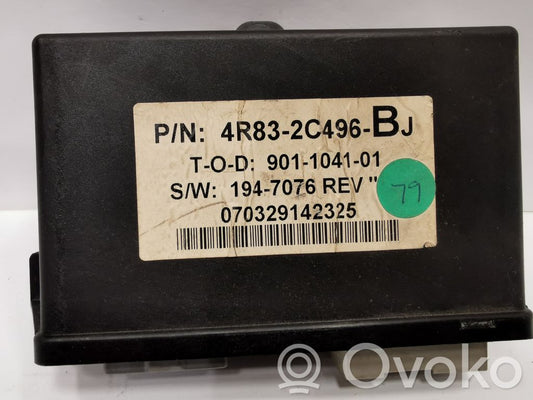 P/N: 4R83-2C496-BJ
T-O-D: 901-1041-01
S/W: 194-7076 REV "
79
070329142325
Ovoko